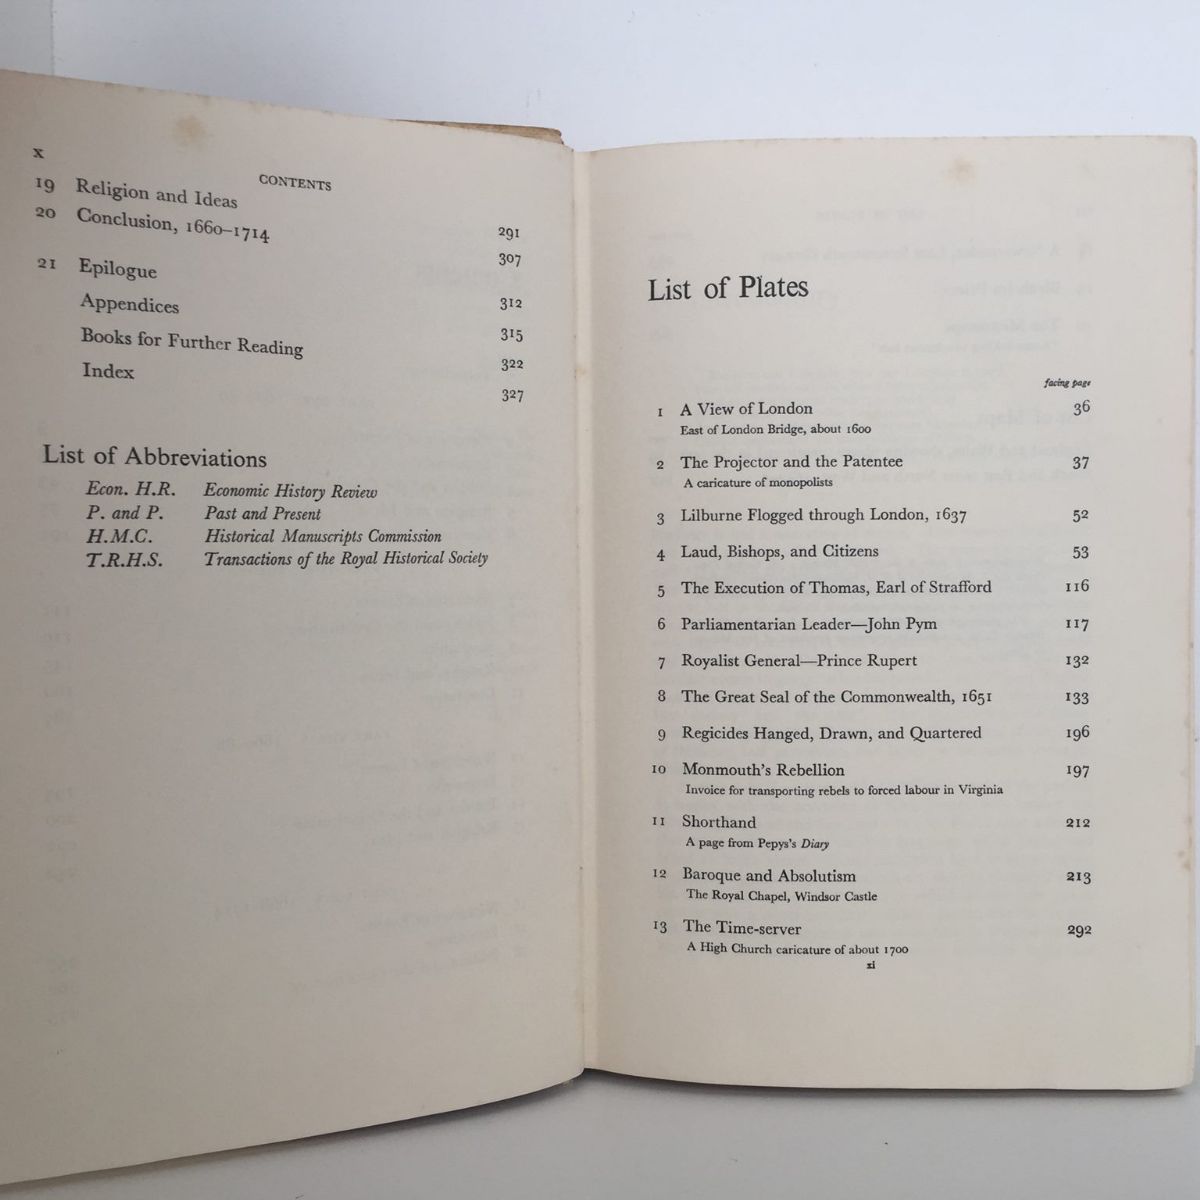 x
CONTENTS
19 Religion and Ideas 291
20 Conclusion, 1660–1714 307
21 Epilogue 312
Appendices 315
Books for Further Reading 322
Index 327
List of Abbreviations
Econ. H.R. Economic History Review
P. and P. Past and Present
H.M.C. Historical Manuscripts Commission
T.R.H.S. Transactions of the Royal Historical Society
List of Plates
facing page
1 A View of London 36
East of London Bridge, about 1600
2 The Projector and the Patentee 37
A caricature of monopolists
3 Lilburne Flogged through London, 1637 52
4 Laud, Bishops, and Citizens 53
5 The Execution of Thomas, Earl of Strafford 116
6 Parliamentarian Leader—John Pym 117
7 Royalist General—Prince Rupert 132
8 The Great Seal of the Commonwealth, 1651 133
9 Regicides Hanged, Drawn, and Quartered 196
10 Monmouth's Rebellion 197
Invoice for transporting rebels to forced labour in Virginia
11 Shorthand 212
A page from Pepys's Diary
12 Baroque and Absolutism 213
The Royal Chapel, Windsor Castle
13 The Time-server 292
A High Church caricature of about 1700
xi